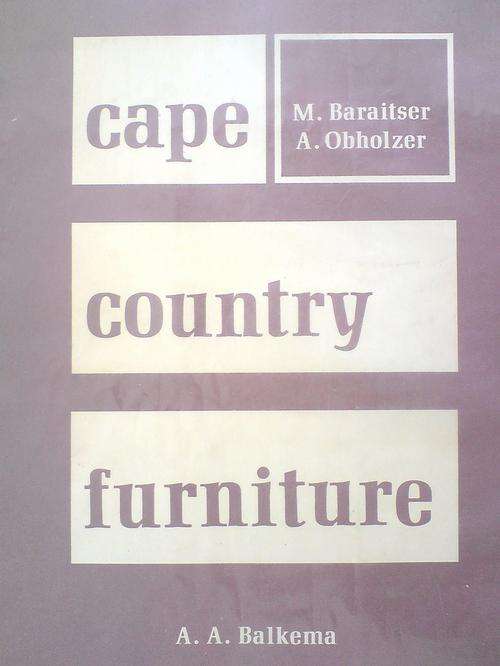 cape
M. Baraitser
A. Obholzer
country
furniture
A. A. Balkema